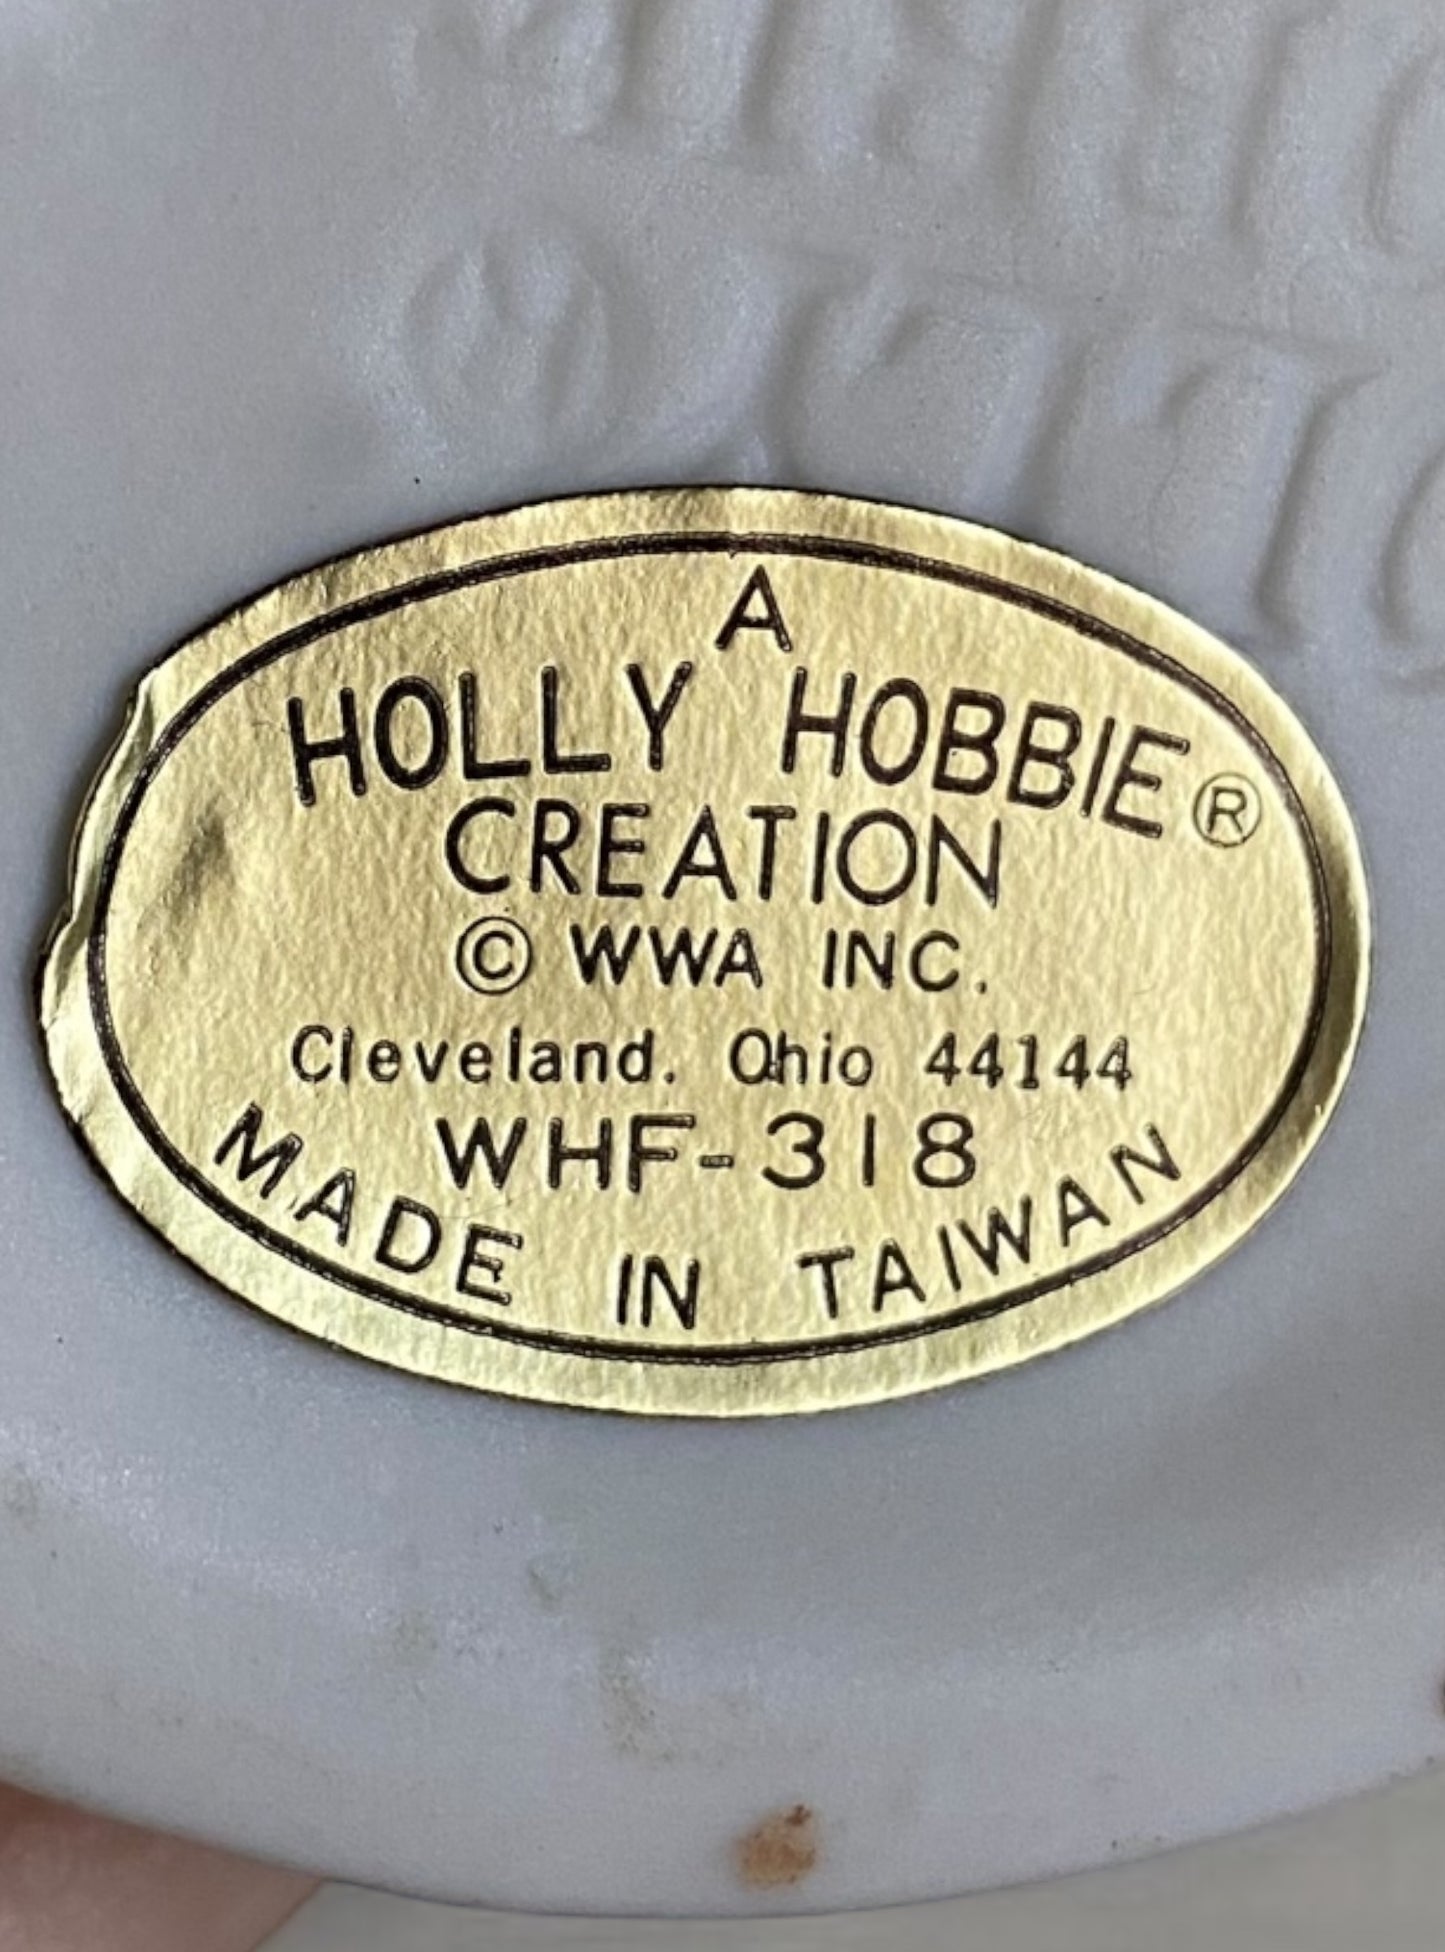 A
HOLLY HOBBIE®
CREATION
© WWA INC.
Cleveland. Ohio 44144
WHF-318
MADE IN TAIWAN